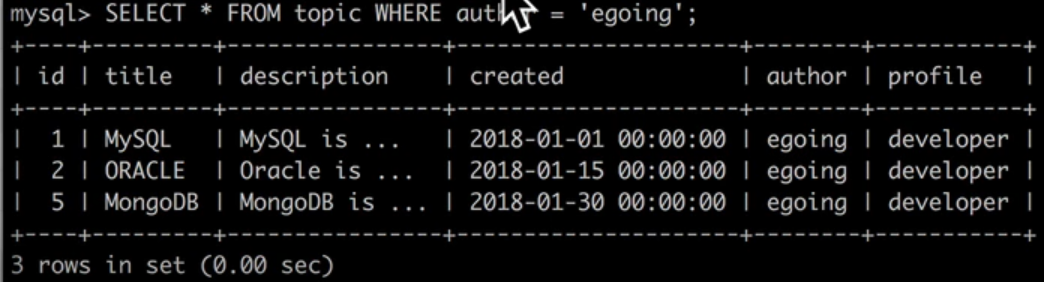 mysql> SELECT * FROM topic WHERE author = 'egoing';
+----+---------+----------------+---------------------+--------+-----------+
| id | title   | description    | created             | author | profile   |
+----+---------+----------------+---------------------+--------+-----------+
|  1 | MySQL   | MySQL is ...   | 2018-01-01 00:00:00 | egoing | developer |
|  2 | ORACLE  | Oracle is ...  | 2018-01-15 00:00:00 | egoing | developer |
|  5 | MongoDB | MongoDB is ... | 2018-01-30 00:00:00 | egoing | developer |
+----+---------+----------------+---------------------+--------+-----------+
3 rows in set (0.00 sec)